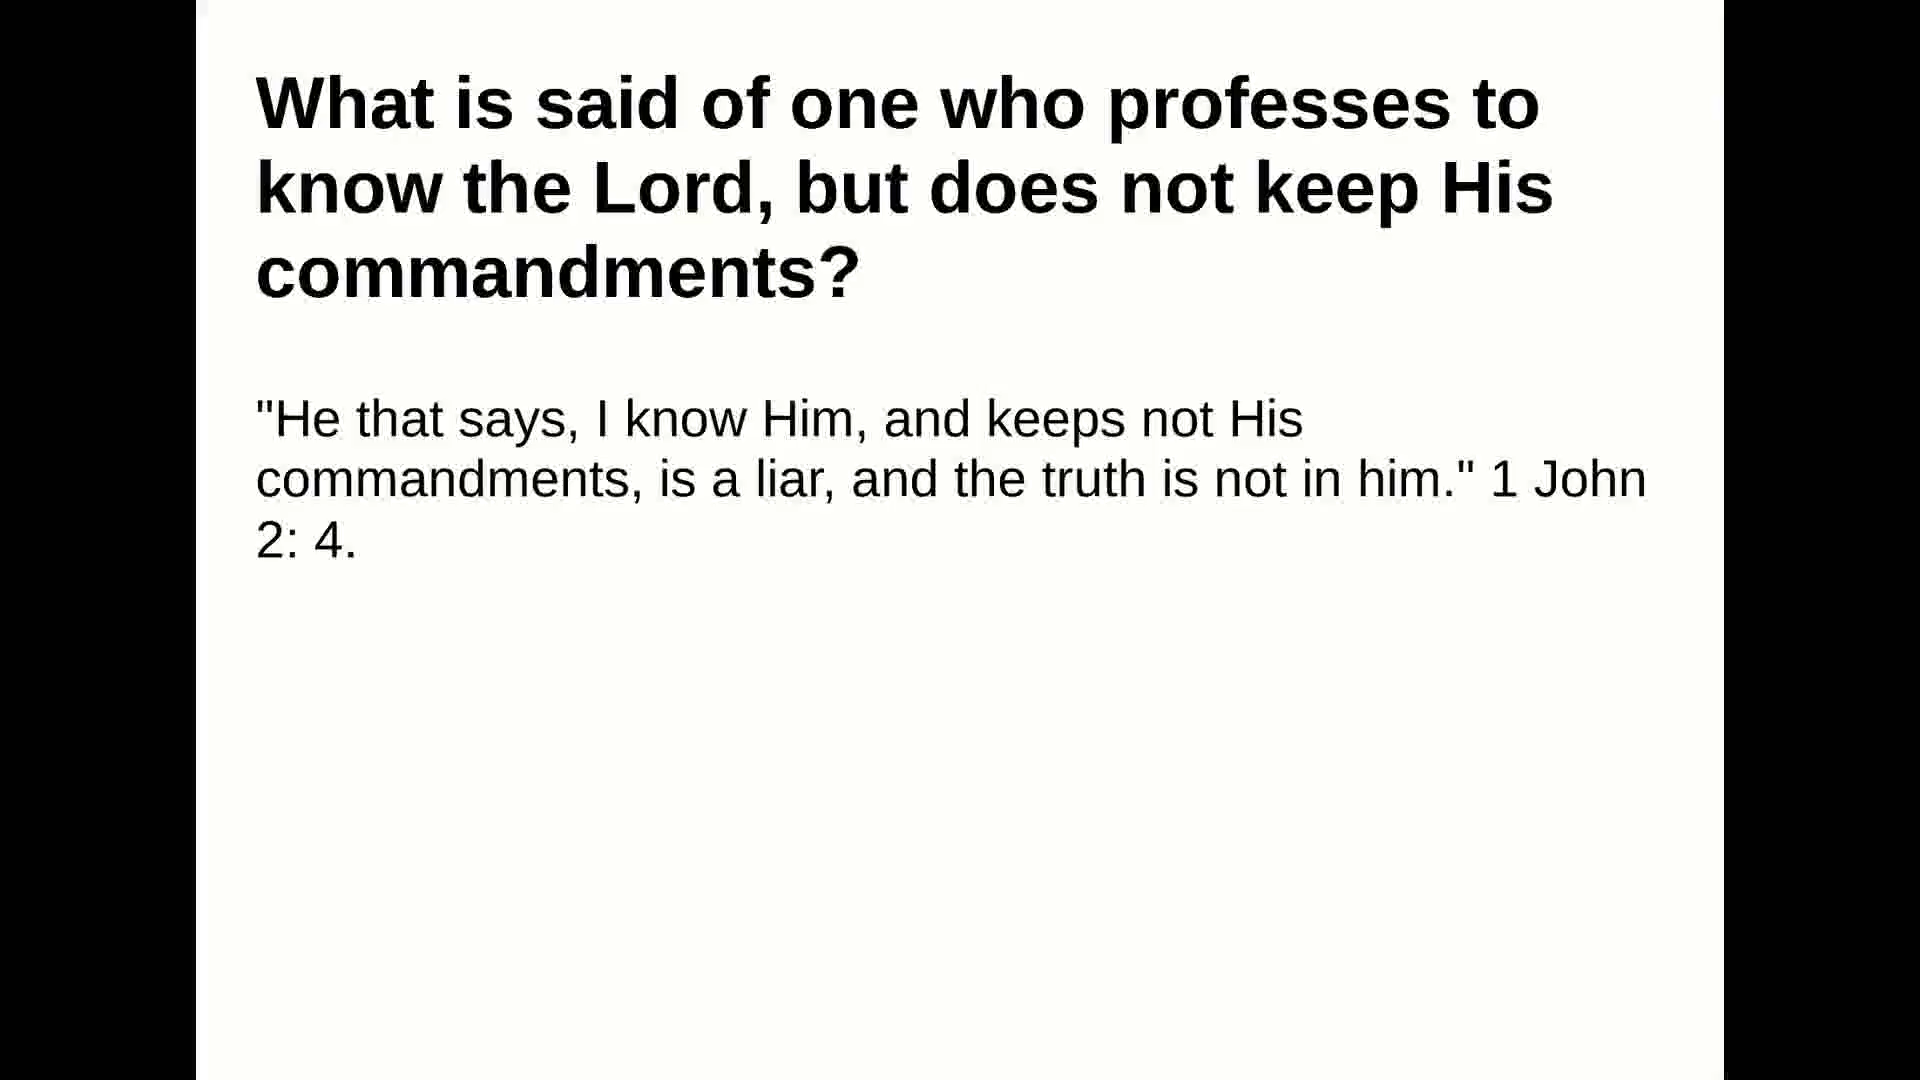 What is said of one who professes to
know the Lord, but does not keep His
commandments?
"He that says, I know Him, and keeps not His
commandments, is a liar, and the truth is not in him." 1 John
2: 4.